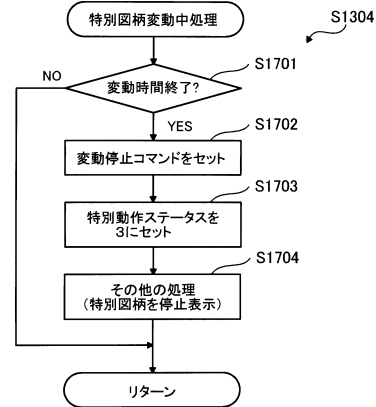 特別図柄変動中処理
S1304
NO
変動時間終了?
S1701
YES
S1702
変動停止コマンドをセット
S1703
特別動作ステータスを
3にセット
S1704
その他の処理
(特別図柄を停止表示)
リターン